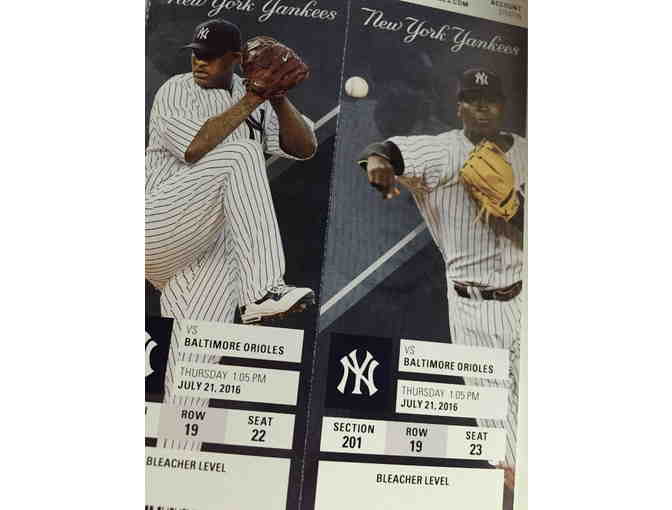 New York Yankees
VS
BALTIMORE ORIOLES
THURSDAY 1:05 PM
JULY 21, 2016
ROW
19
SEAT
22
BLEACHER LEVEL
ACCOUNT
New York Yankees
NY
VS
BALTIMORE ORIOLES
THURSDAY 1:05 PM
JULY 21, 2016
SECTION
201
ROW
19
SEAT
23
BLEACHER LEVEL